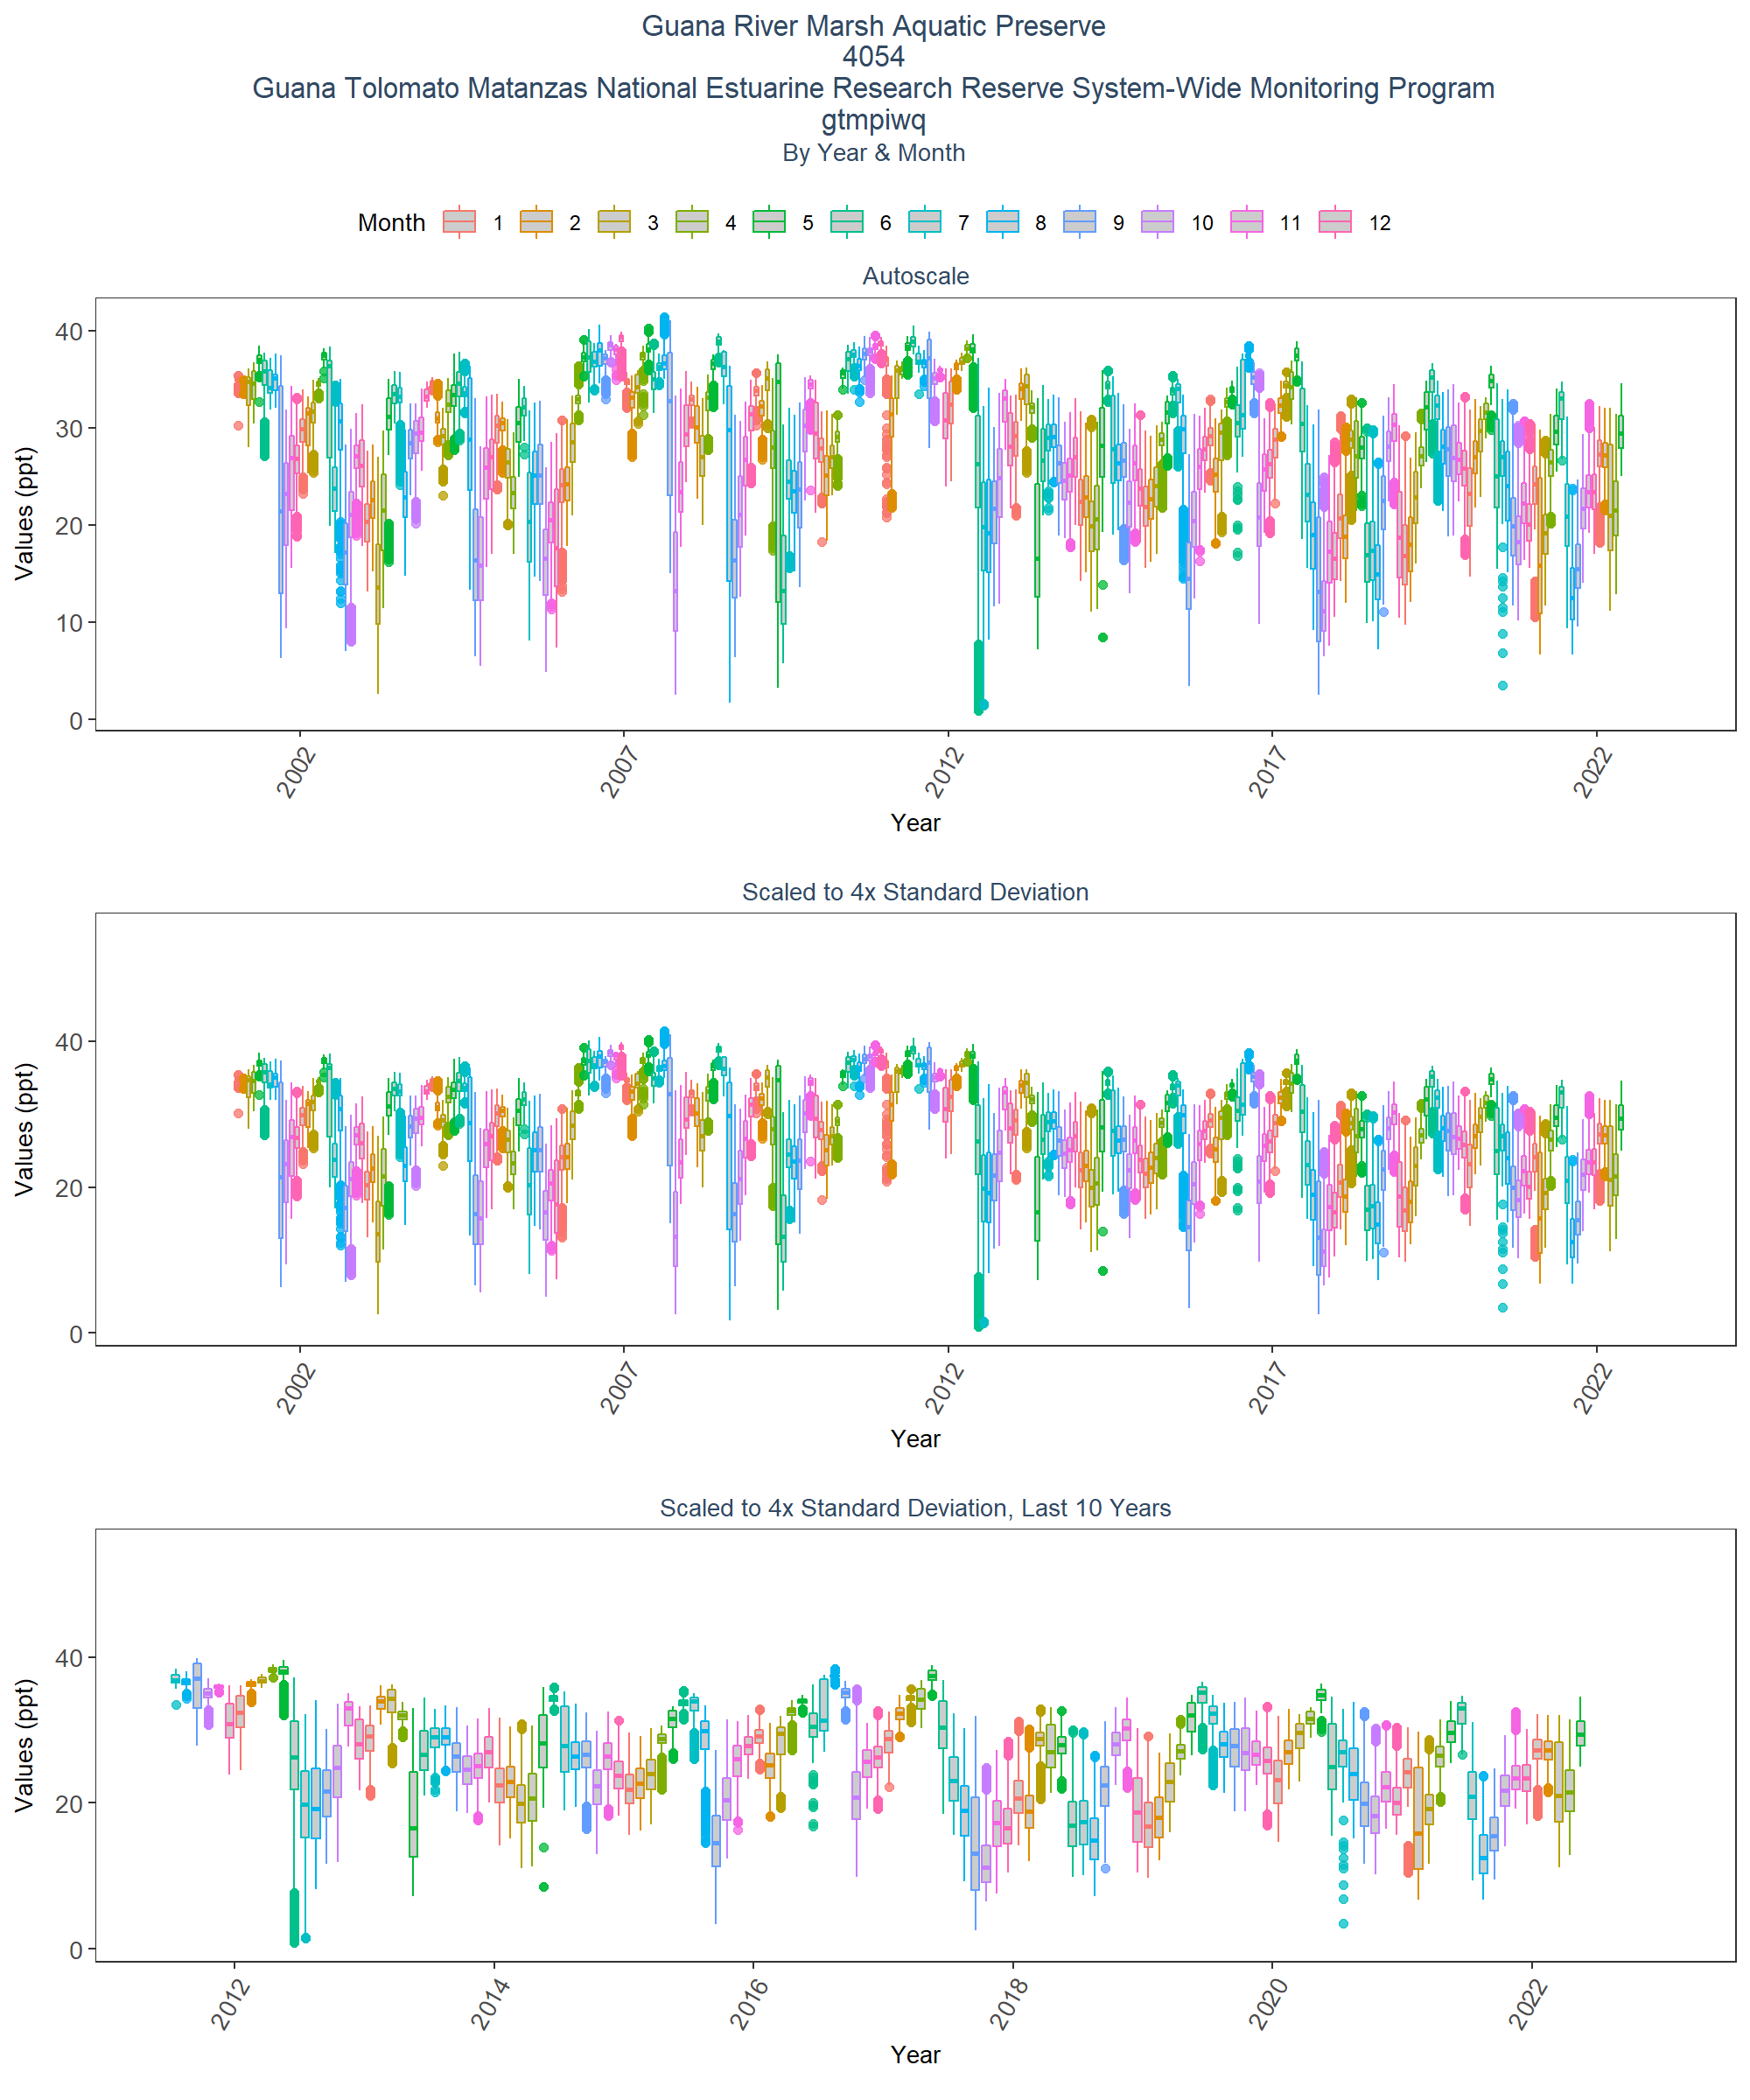 Guana River Marsh Aquatic Preserve
4054
Guana Tolomato Matanzas National Estuarine Research Reserve System-Wide Monitoring Program
gtmpiwq
By Year & Month
Month 1 2 3 4 5 6 7 8 9 10 11 12
Autoscale
Values (ppt)
40
30
20
10
0
2002 2007 2012 2017 2022
Year
Scaled to 4x Standard Deviation
Values (ppt)
40
20
0
2002 2007 2012 2017 2022
Year
Scaled to 4x Standard Deviation, Last 10 Years
Values (ppt)
40
20
0
2012 2014 2016 2018 2020 2022
Year